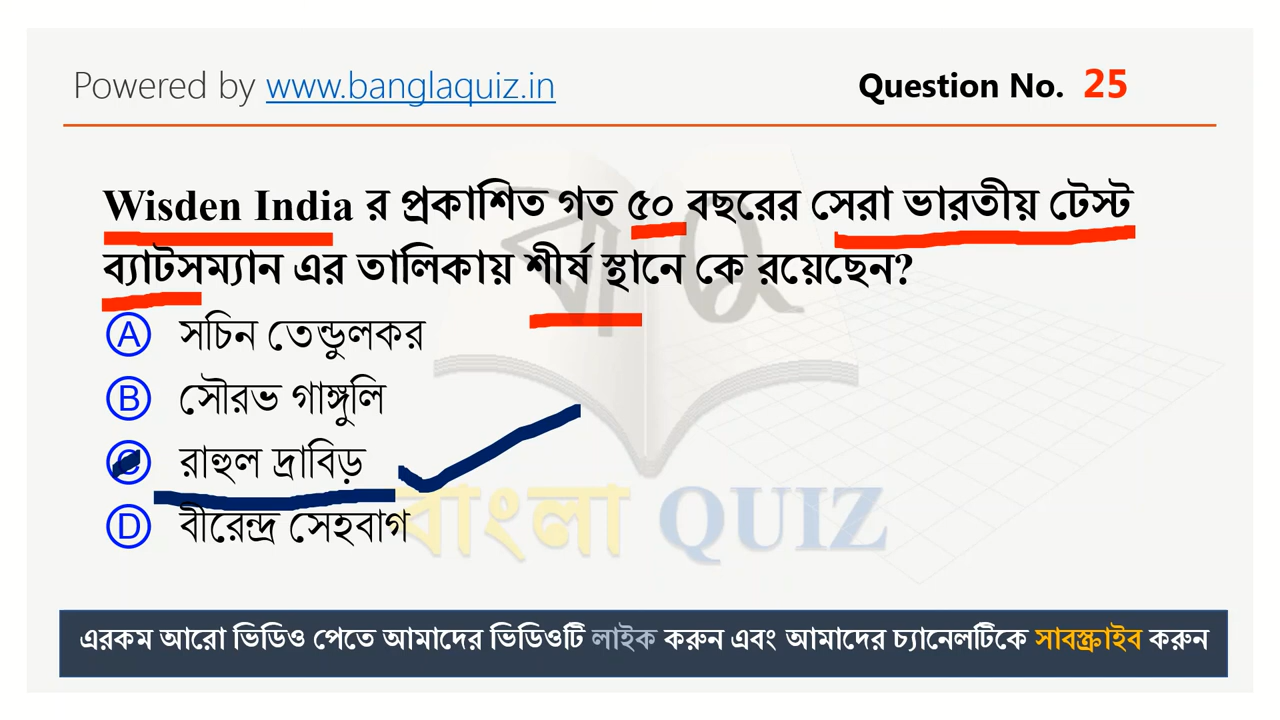 Powered by www.banglaquiz.in
Question No. 25
Wisden India র প্রকাশিত গত ৫০ বছরের সেরা ভারতীয় টেস্ট
ব্যাটসম্যান এর তালিকায় শীর্ষ স্থানে কে রয়েছেন?
A সচিন তেন্ডুলকর
B সৌরভ গাঙ্গুলি
C রাহুল দ্রাবিড়
D বীরেন্দ্র সেহবাগ
বাংলা QUIZ
এরকম আরো ভিডিও পেতে আমাদের ভিডিওটি লাইক করুন এবং আমাদের চ্যানেলটিকে সাবস্ক্রাইব করুন